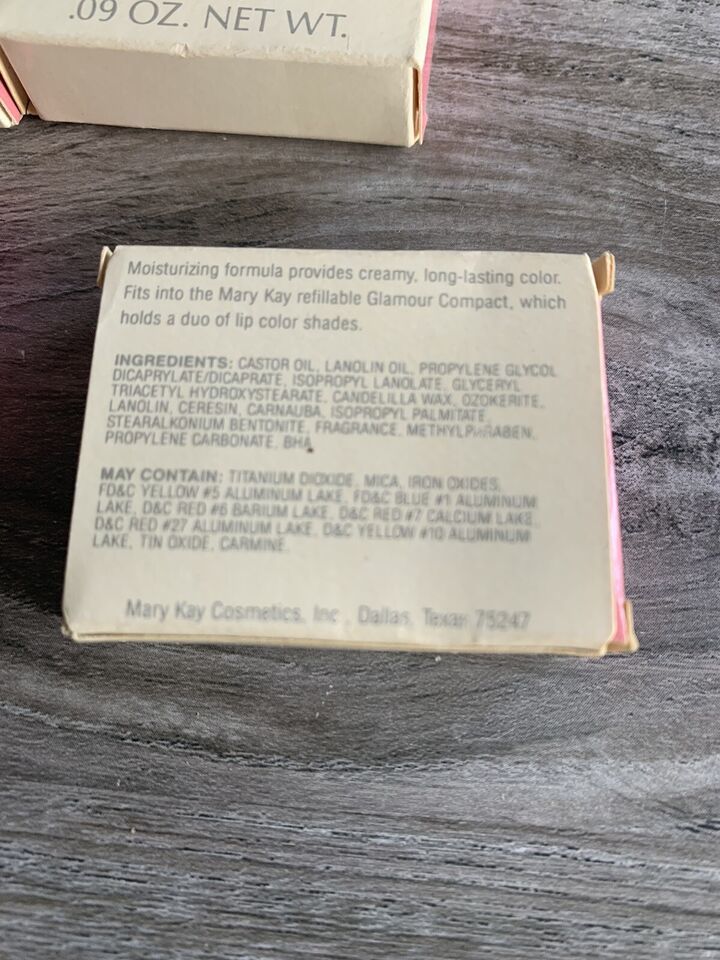 .09 OZ. NET WT.
Moisturizing formula provides creamy, long-lasting color.
Fits into the Mary Kay refillable Glamour Compact, which
holds a duo of lip color shades.
INGREDIENTS: CASTOR OIL, LANOLIN OIL, PROPYLENE GLYCOL
DICAPRYLATE/DICAPRATE, ISOPROPYL LANOLATE, GLYCERYL
TRIACETYL HYDROXYSTEARATE, CANDELILLA WAX, OZOKERITE,
LANOLIN, CERESIN, CARNAUBA, ISOPROPYL PALMITATE,
STEARALKONIUM BENTONITE, FRAGRANCE, METHYLPARABEN,
PROPYLENE CARBONATE, BHA
MAY CONTAIN: TITANIUM DIOXIDE, MICA, IRON OXIDES,
FD&C YELLOW #5 ALUMINUM LAKE, FD&C BLUE #1 ALUMINUM
LAKE, D&C RED #6 BARIUM LAKE, D&C RED #7 CALCIUM LAKE,
D&C RED #27 ALUMINUM LAKE, D&C YELLOW #10 ALUMINUM
LAKE, TIN OXIDE, CARMINE
Mary Kay Cosmetics, Inc., Dallas, Texas 75247